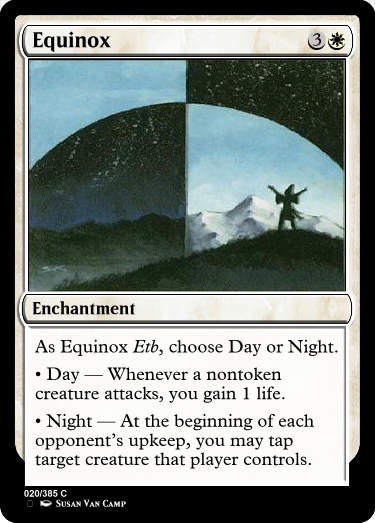 Equinox 3
Enchantment
As Equinox Etb, choose Day or Night.
• Day — Whenever a nontoken
creature attacks, you gain 1 life.
• Night — At the beginning of each
opponent's upkeep, you may tap
target creature that player controls.
020/385 C
Susan Van Camp